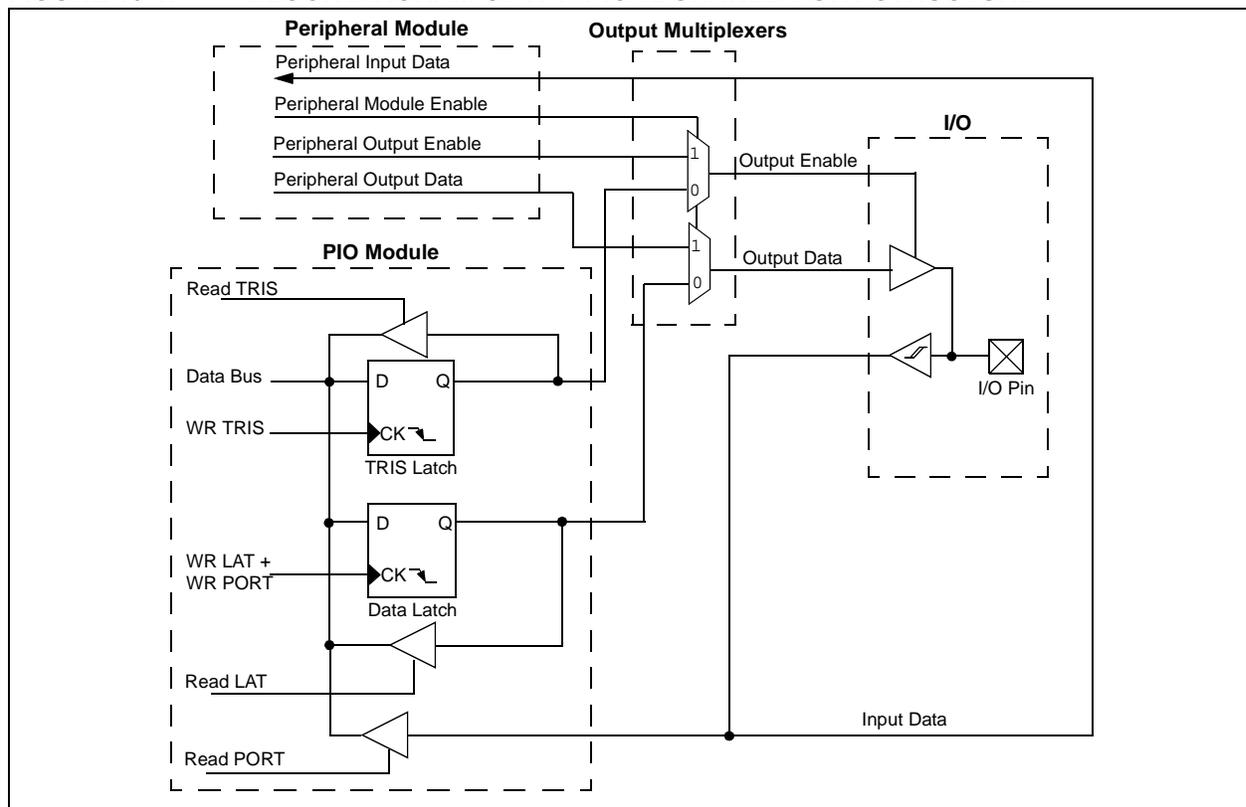 Peripheral Module
Output Multiplexers
Peripheral Input Data
Peripheral Module Enable
I/O
Peripheral Output Enable
1
Output Enable
Peripheral Output Data
0
1
PIO Module
Output Data
0
Read TRIS
Data Bus
D
Q
I/O Pin
WR TRIS
CK
TRIS Latch
D
Q
WR LAT +
WR PORT
CK
Data Latch
Read LAT
Input Data
Read PORT